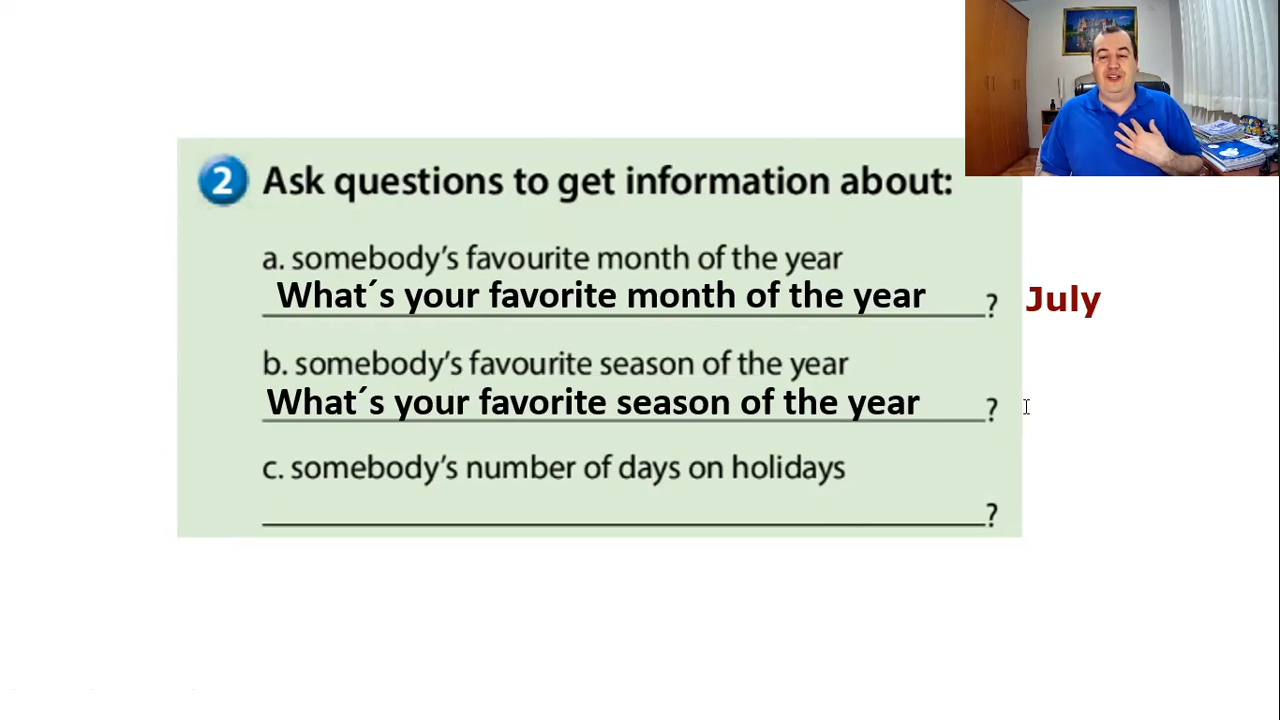 2 Ask questions to get information about:
a. somebody's favourite month of the year
What´s your favorite month of the year ? July
b. somebody's favourite season of the year
What´s your favorite season of the year ?
c. somebody's number of days on holidays
?